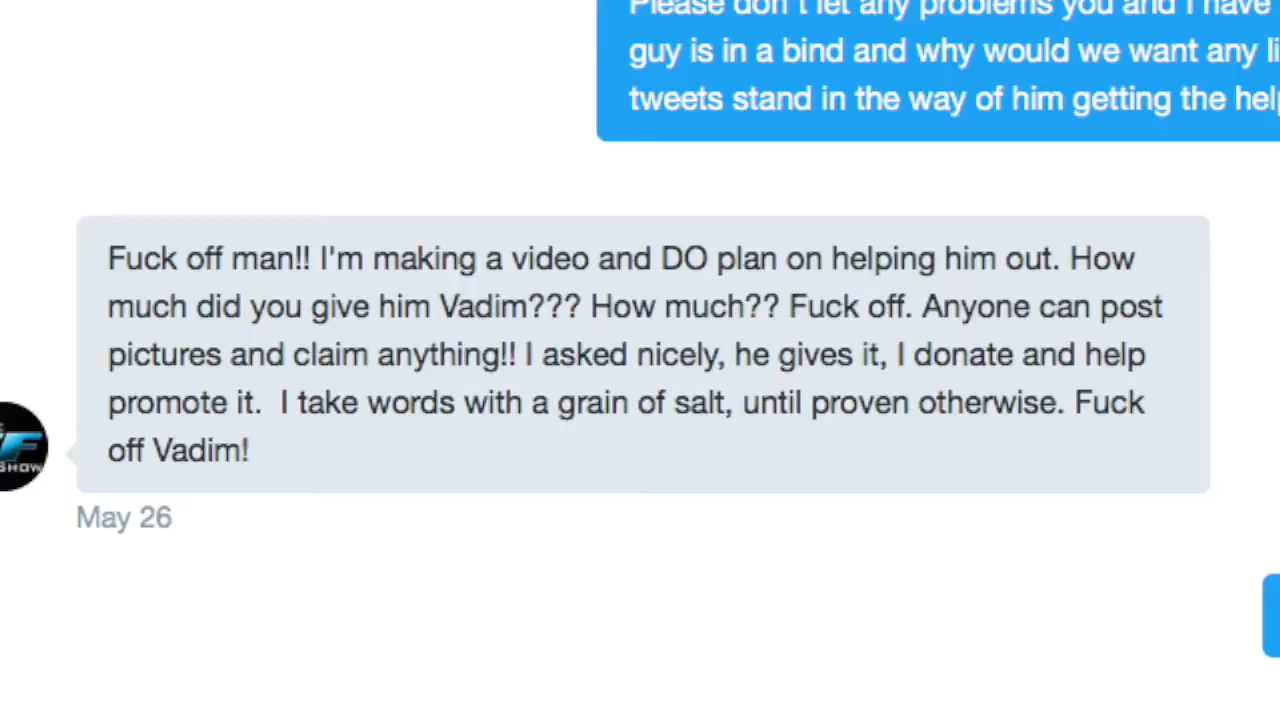 Please don't let any problems you and I have
guy is in a bind and why would we want any
tweets stand in the way of him getting the
Fuck off man!! I'm making a video and DO plan on helping him out. How
much did you give him Vadim??? How much?? Fuck off. Anyone can post
pictures and claim anything!! I asked nicely, he gives it, I donate and help
promote it.  I take words with a grain of salt, until proven otherwise. Fuck
off Vadim!
SHOW
May 26